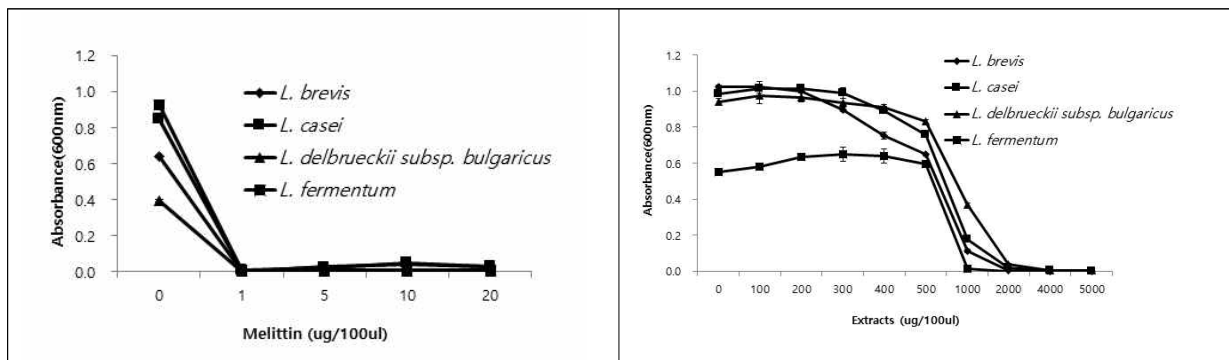 1.2
1.0
0.8
0.6
0.4
0.2
0.0
Absorbance(600nm)
L. brevis
L. casei
L. delbrueckii subsp. bulgaricus
L. fermentum
0 1 5 10 20
Melittin (ug/100ul)
1.2
1.0
0.8
0.6
0.4
0.2
0.0
Absorbance(600nm)
L. brevis
L. casei
L. delbrueckii subsp. bulgaricus
L. fermentum
0 100 200 300 400 500 1000 2000 4000 5000
Extracts (ug/100ul)